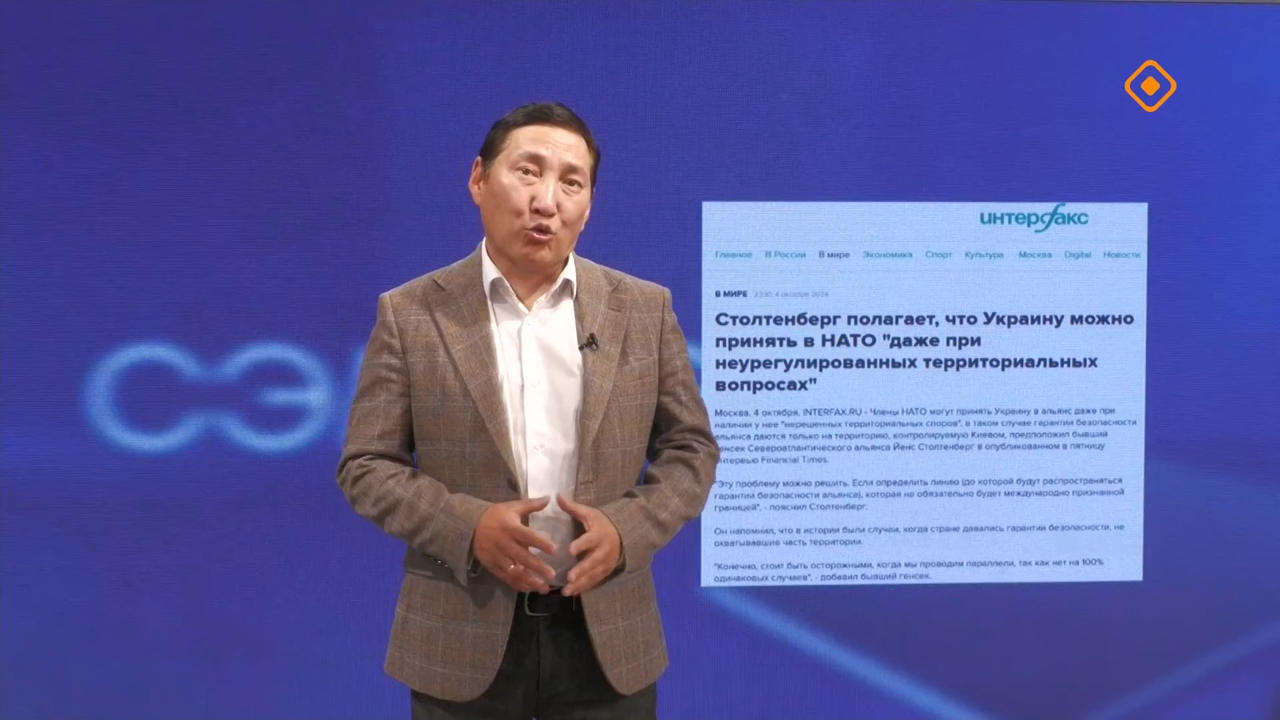 СЭ
интерфакс
Главное В России В мире Экономика Спорт Культура Москва Digital Новости
В МИРЕ 4 октября 2024
Столтенберг полагает, что Украину можно
принять в НАТО "даже при
неурегулированных территориальных
вопросах"
Москва. 4 октября. INTERFAX.RU - Члены НАТО могут принять Украину в альянс даже при
наличии у нее "нерешенных территориальных споров", в таком случае гарантии безопасности
альянса даются только на территорию, контролируемую Киевом, предположил бывший
генсек Североатлантического альянса Йенс Столтенберг в опубликованном в пятницу
интервью Financial Times.
"Эту проблему можно решить. Если определить линию (до которой будут распространяться
гарантии безопасности альянса), которая не обязательно будет международно признанной
границей", - пояснил Столтенберг.
Он напомнил, что в истории были случаи, когда стране давались гарантии безопасности, не
охватывавшие часть территории.
"Конечно, стоит быть осторожными, когда мы проводим параллели, так как нет на 100%
одинаковых случаев", - добавил бывший генсек.